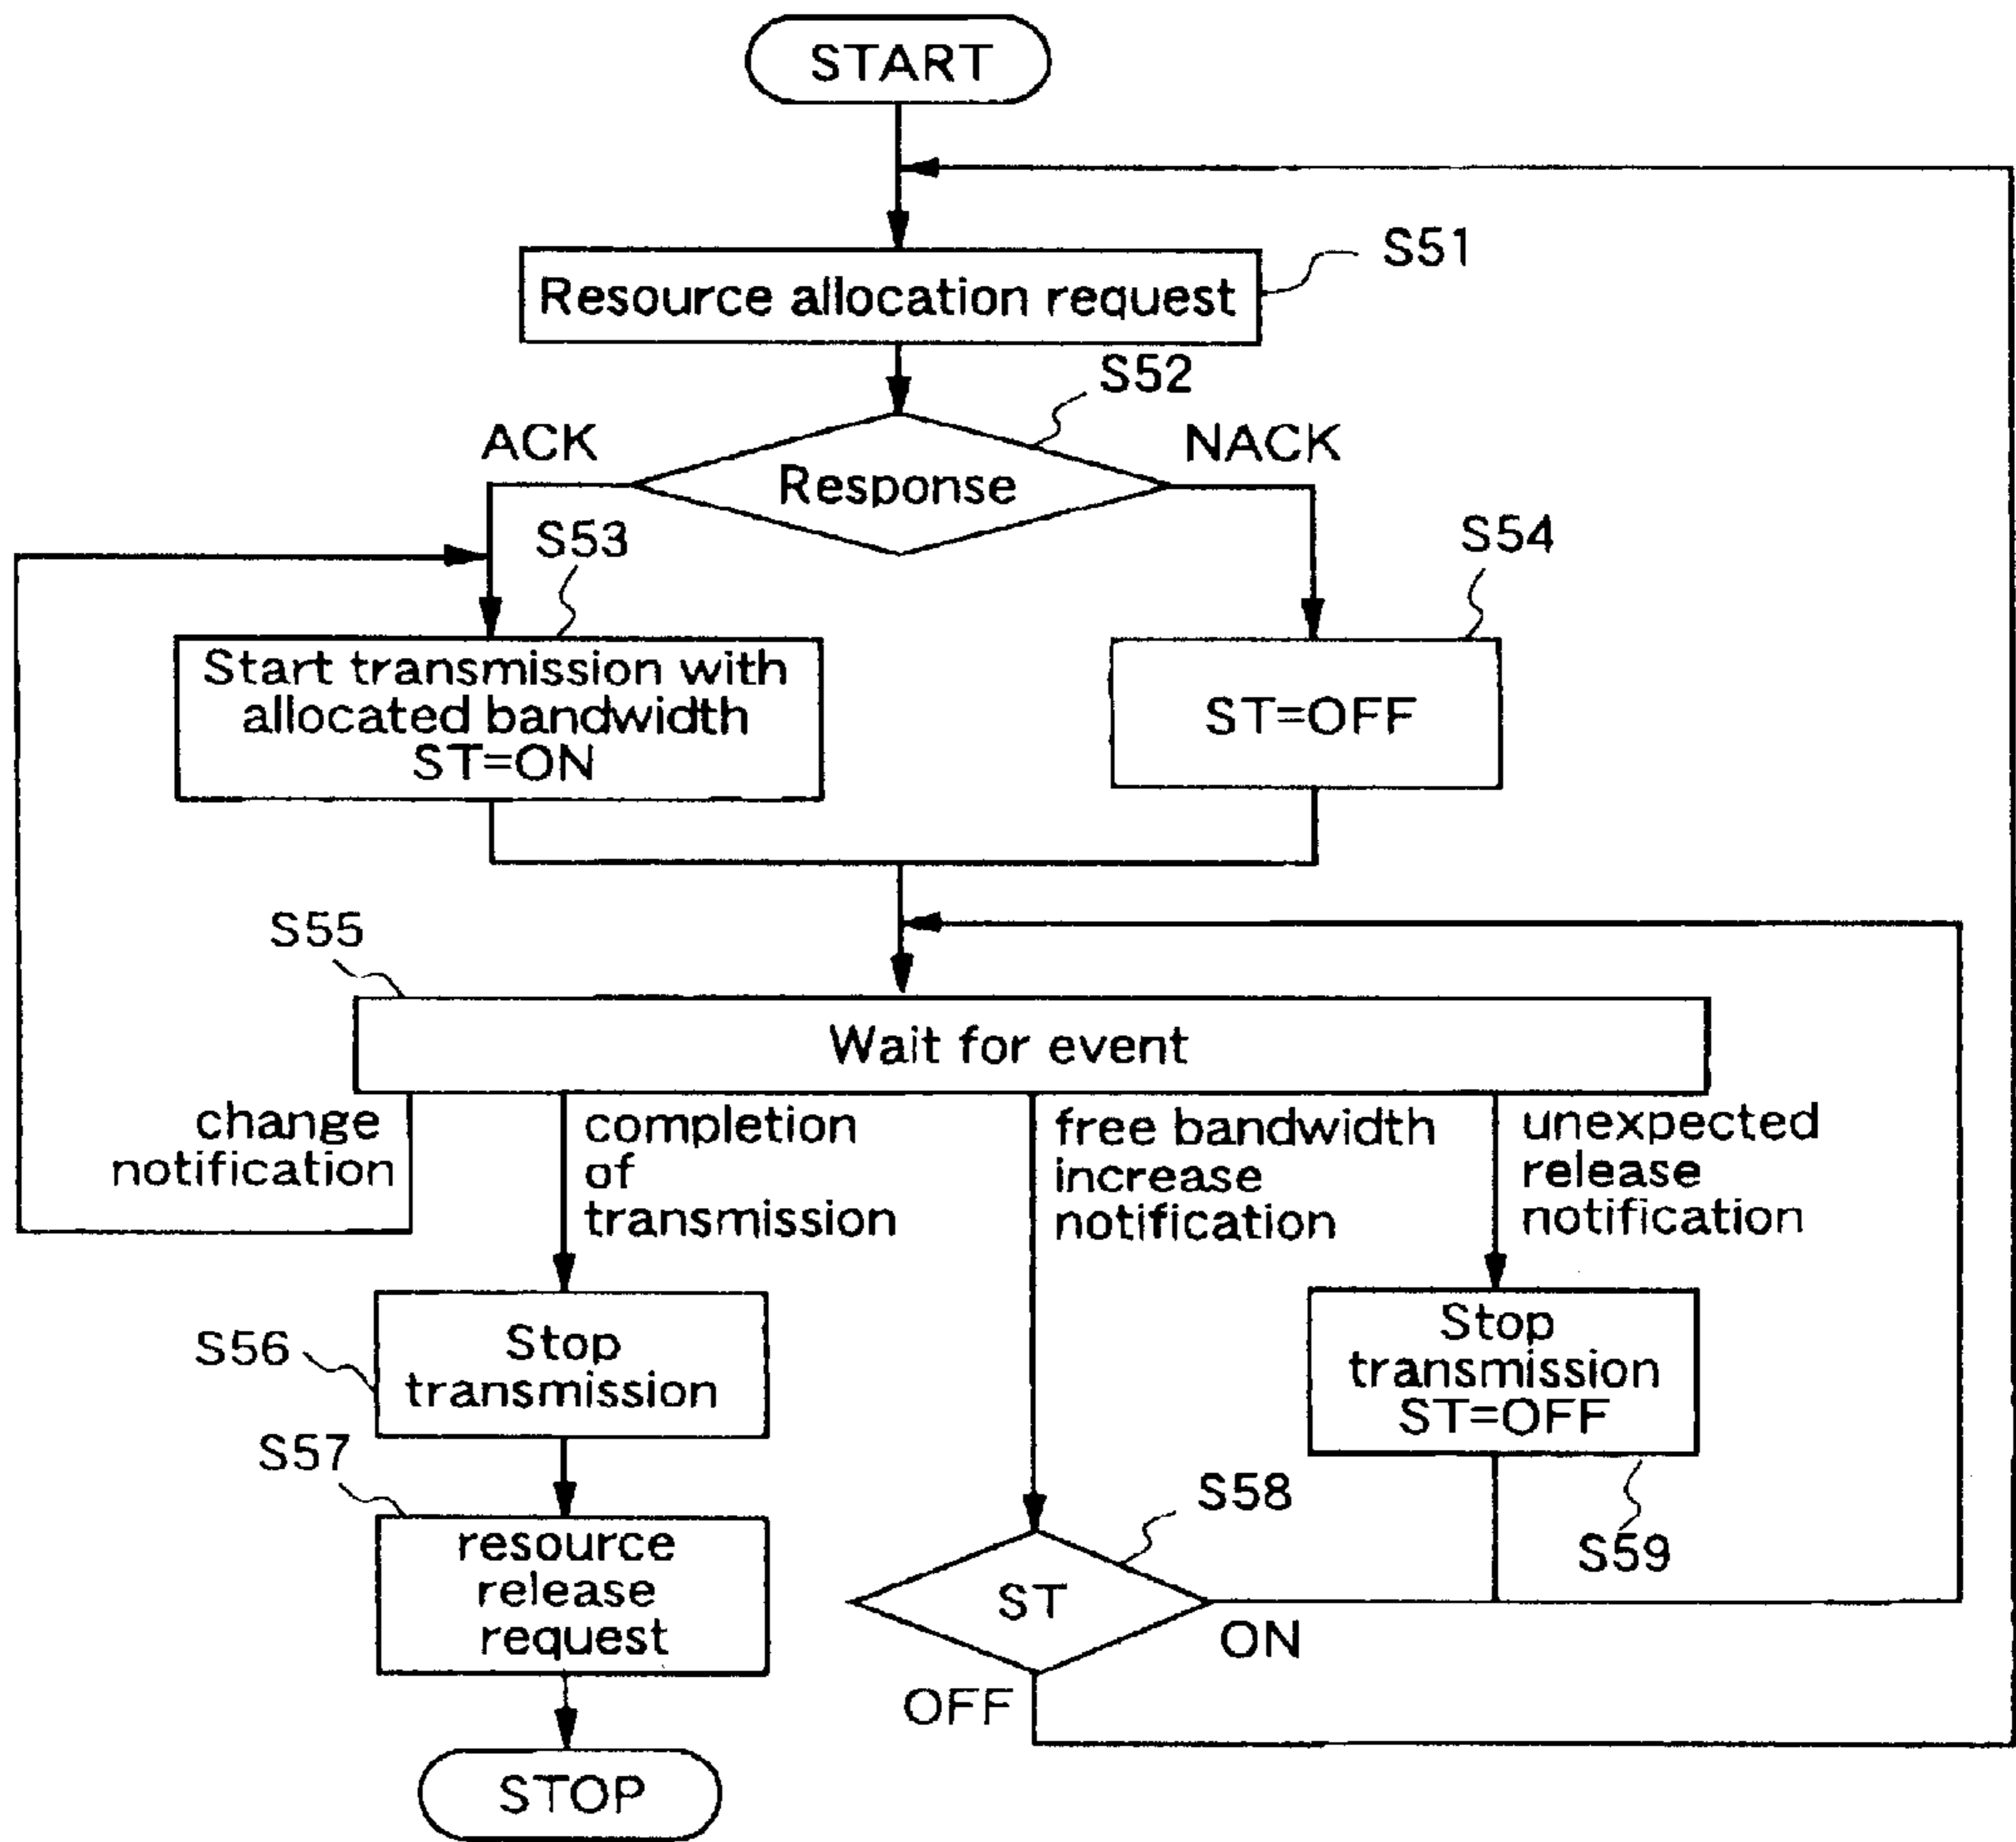 START
S51
Resource allocation request
S52
ACK
NACK
Response
S53
S54
Start transmission with
allocated bandwidth
ST=ON
ST=OFF
S55
Wait for event
change
notification
completion
of
transmission
free bandwidth
increase
notification
unexpected
release
notification
S56
Stop
transmission
Stop
transmission
ST=OFF
S57
resource
release
request
S58
S59
ST
ON
OFF
STOP